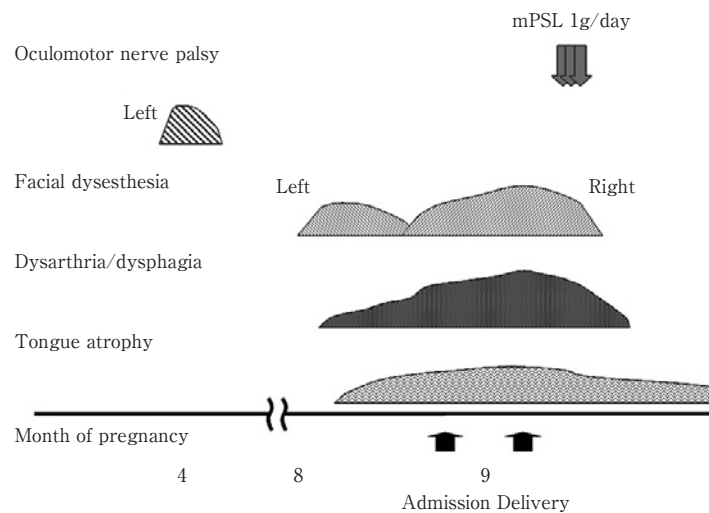 mPSL 1g/day
Oculomotor nerve palsy
Left
Facial dysesthesia
Left
Right
Dysarthria/dysphagia
Tongue atrophy
Month of pregnancy
4 8 9
Admission Delivery